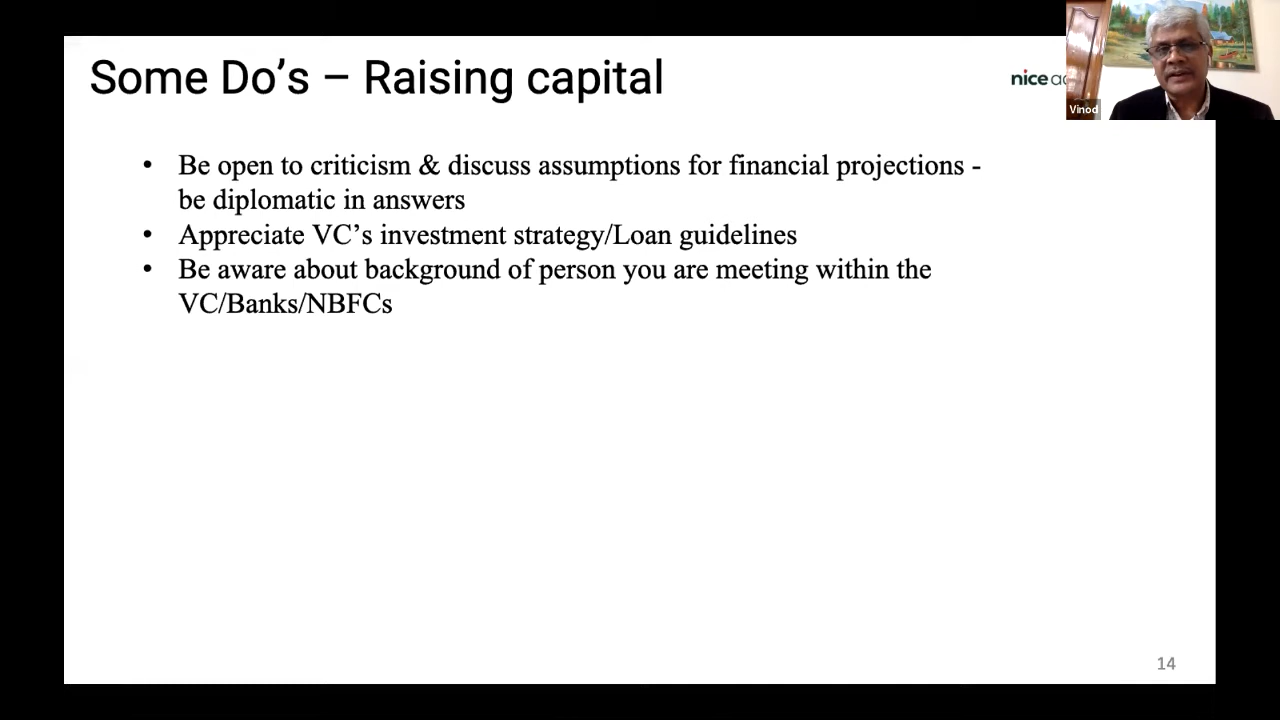 Some Do’s – Raising capital
nice
Vinod
• Be open to criticism & discuss assumptions for financial projections -
be diplomatic in answers
• Appreciate VC’s investment strategy/Loan guidelines
• Be aware about background of person you are meeting within the
VC/Banks/NBFCs
14